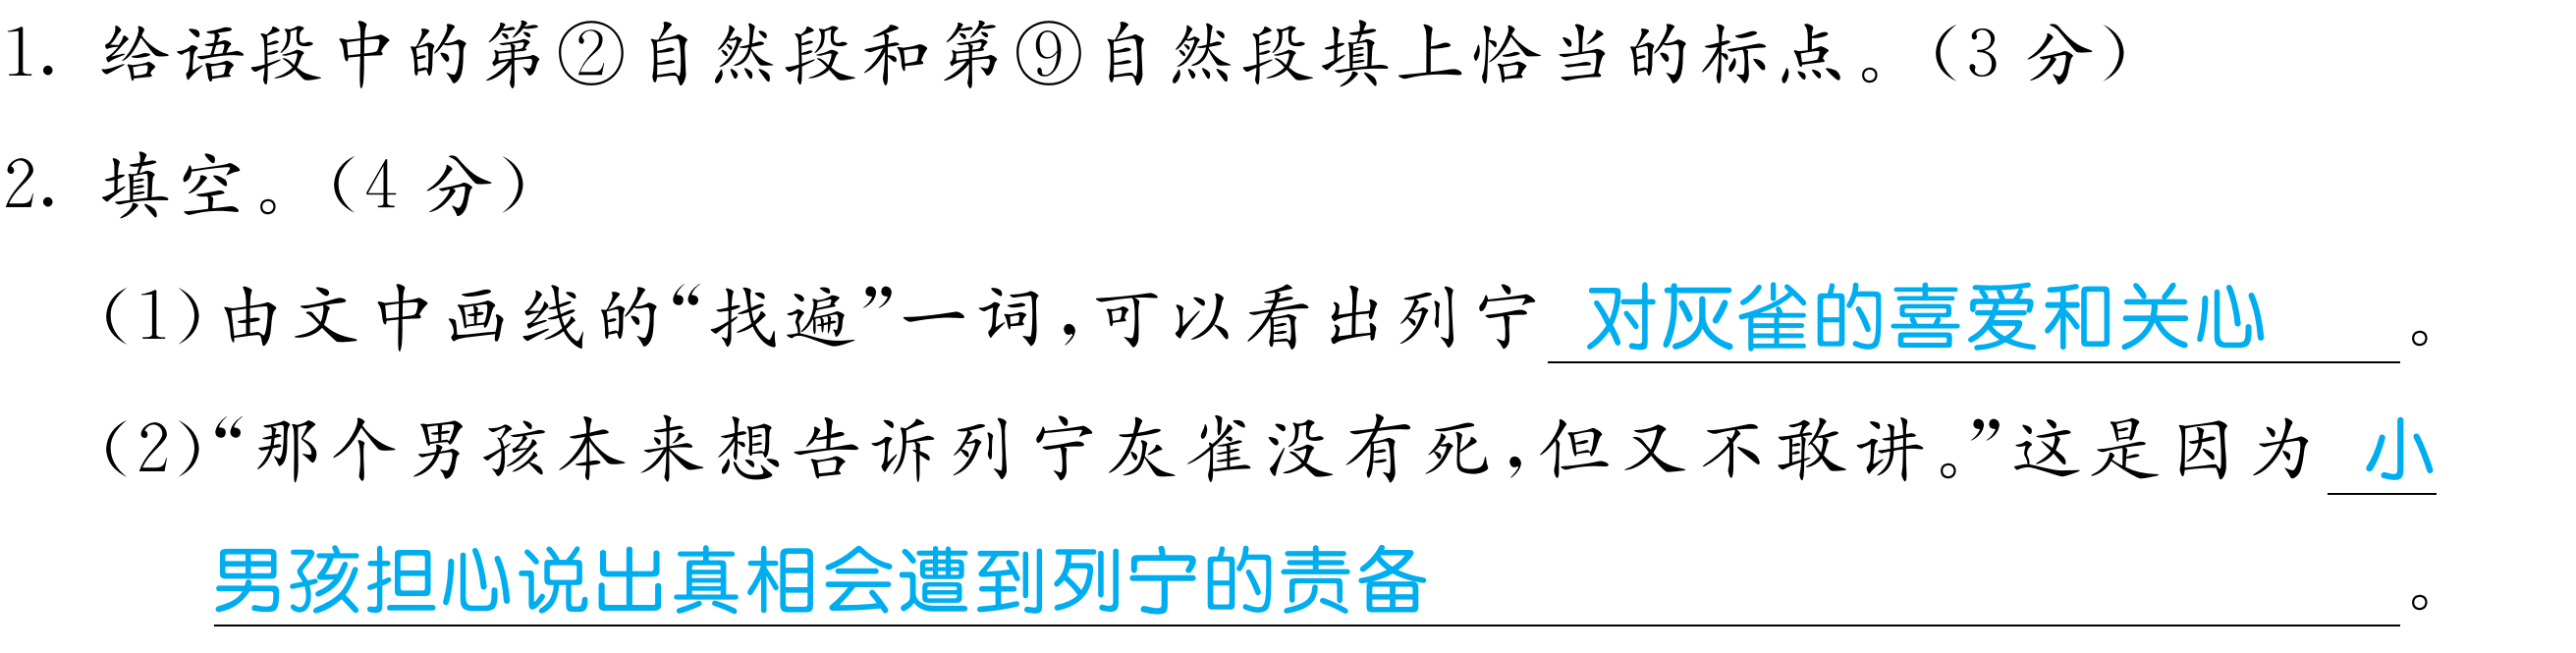 1. 给语段中的第②自然段和第⑨自然段填上恰当的标点。(3 分)
2. 填空。(4 分)
(1)由文中画线的“找遍”一词,可以看出列宁 对灰雀的喜爱和关心 。
(2)“那个男孩本来想告诉列宁灰雀没有死,但又不敢讲。”这是因为 小
男孩担心说出真相会遭到列宁的责备 。